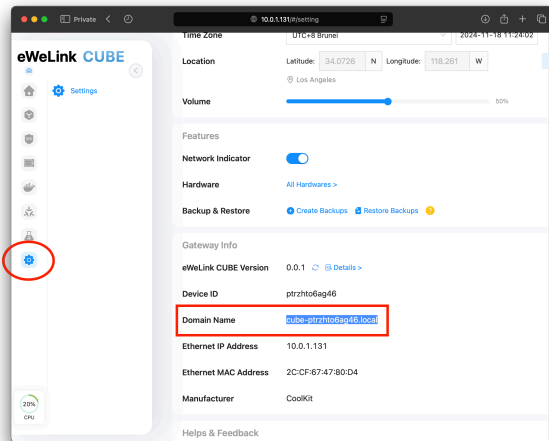 Private
10.0.1.131/#/setting
eWeLink CUBE
Settings
20%
CPU
Time Zone UTC+8 Brunei 2024-11-18 11:24:02
Location Latitude: 34.0726 N Longitude: 118.261 W
Los Angeles
Volume 50%
Features
Network Indicator
Hardware All Hardwares >
Backup & Restore Create Backups Restore Backups ?
Gateway Info
eWeLink CUBE Version 0.0.1 Details >
Device ID ptrzhto6ag46
Domain Name cube-ptrzhto6ag46.local
Ethernet IP Address 10.0.1.131
Ethernet MAC Address 2C:CF:67:47:80:D4
Manufacturer CoolKit
Helps & Feedback